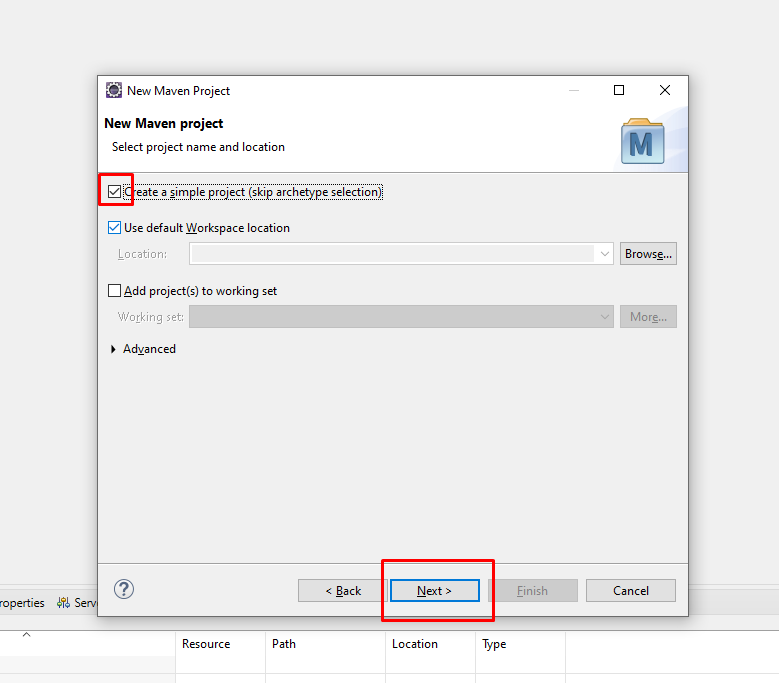 New Maven Project
New Maven project
Select project name and location
M
Create a simple project (skip archetype selection)
Use default Workspace location
Location:
Browse...
Add project(s) to working set
Working set:
More...
Advanced
?
< Back
Next >
Finish
Cancel
roperties
Serv
Resource
Path
Location
Type